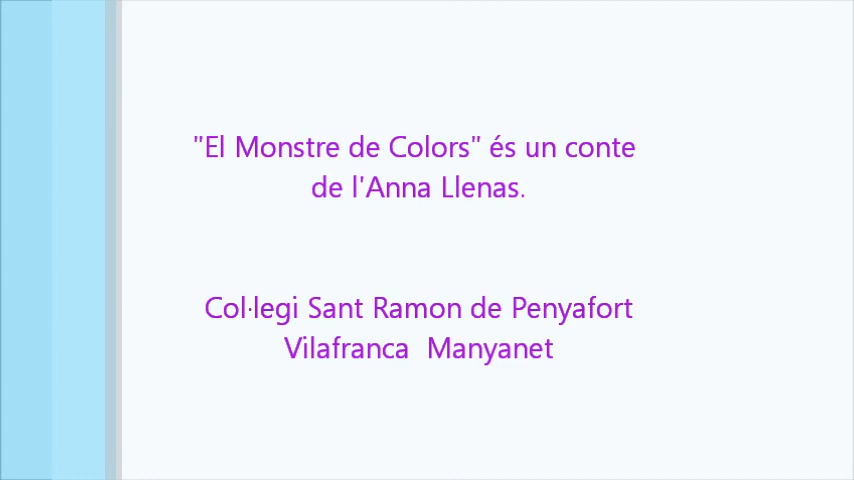 "El Monstre de Colors" és un conte
de l'Anna Llenas.
Col·legi Sant Ramon de Penyafort
Vilafranca  Manyanet